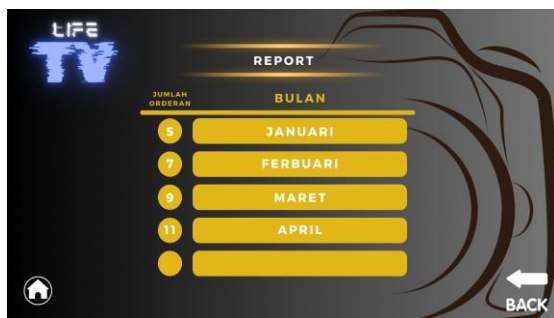 LIFE
TV
REPORT
JUMLAH
ORDERAN
BULAN
5 JANUARI
7 FERBUARI
9 MARET
11 APRIL
BACK